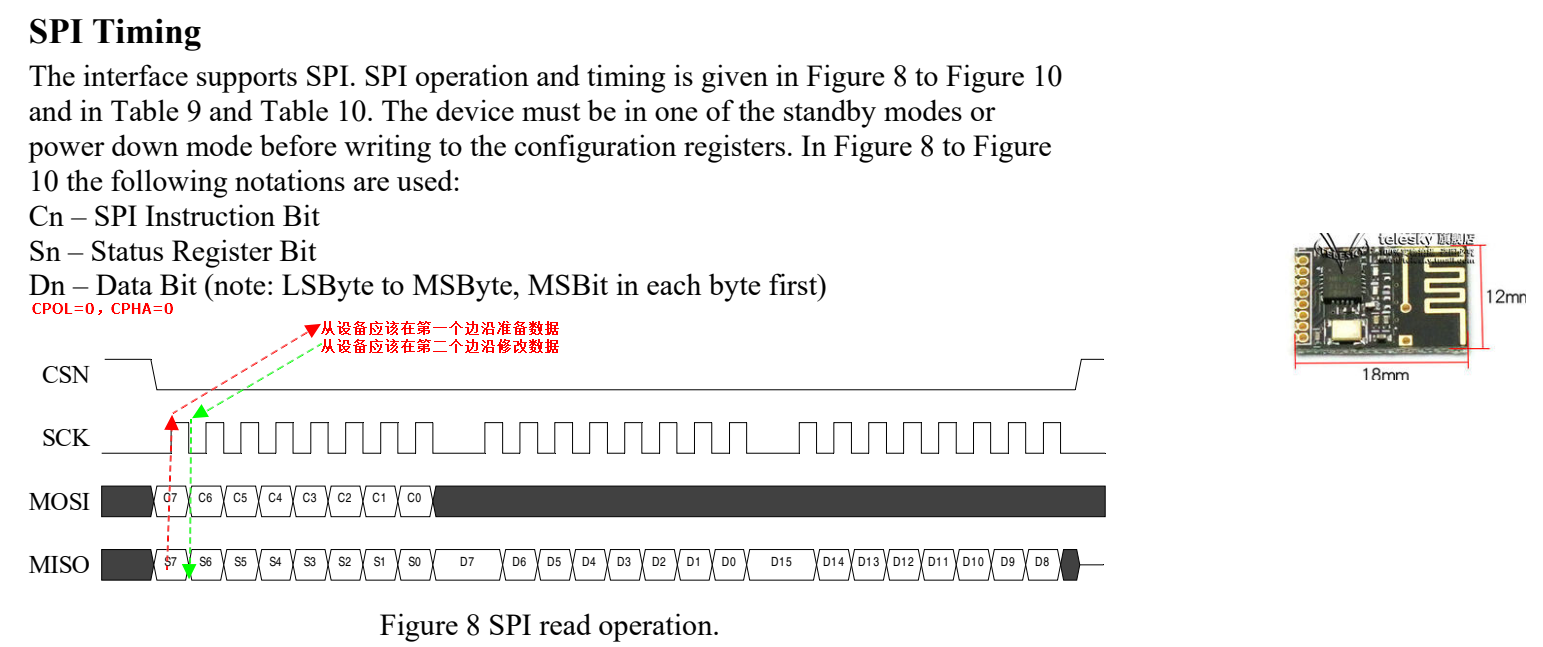 SPI Timing
The interface supports SPI. SPI operation and timing is given in Figure 8 to Figure 10
and in Table 9 and Table 10. The device must be in one of the standby modes or
power down mode before writing to the configuration registers. In Figure 8 to Figure
10 the following notations are used:
Cn – SPI Instruction Bit
Sn – Status Register Bit
Dn – Data Bit (note: LSByte to MSByte, MSBit in each byte first)
CPOL=0，CPHA=0
从设备应该在第一个边沿准备数据
从设备应该在第二个边沿修改数据
CSN
SCK
MOSI C7 C6 C5 C4 C3 C2 C1 C0
MISO S7 S6 S5 S4 S3 S2 S1 S0 D7 D6 D5 D4 D3 D2 D1 D0 D15 D14 D13 D12 D11 D10 D9 D8
Figure 8 SPI read operation.
telesky 旗舰店
TELESKY
12mm
18mm